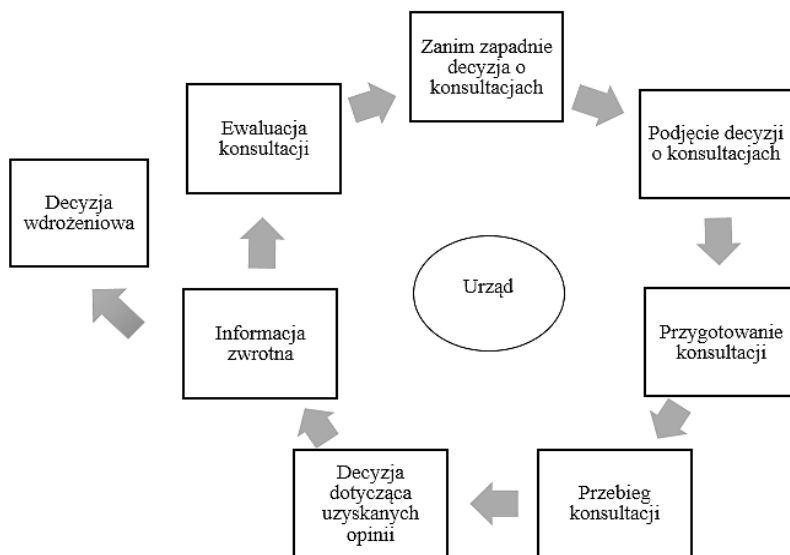 Zanim zapadnie
decyzja o
konsultacjach
Podjęcie decyzji
o konsultacjach
Przygotowanie
konsultacji
Przebieg
konsultacji
Decyzja
dotycząca
uzyskanych
opinii
Informacja
zwrotna
Ewaluacja
konsultacji
Decyzja
wdrożeniowa
Urząd